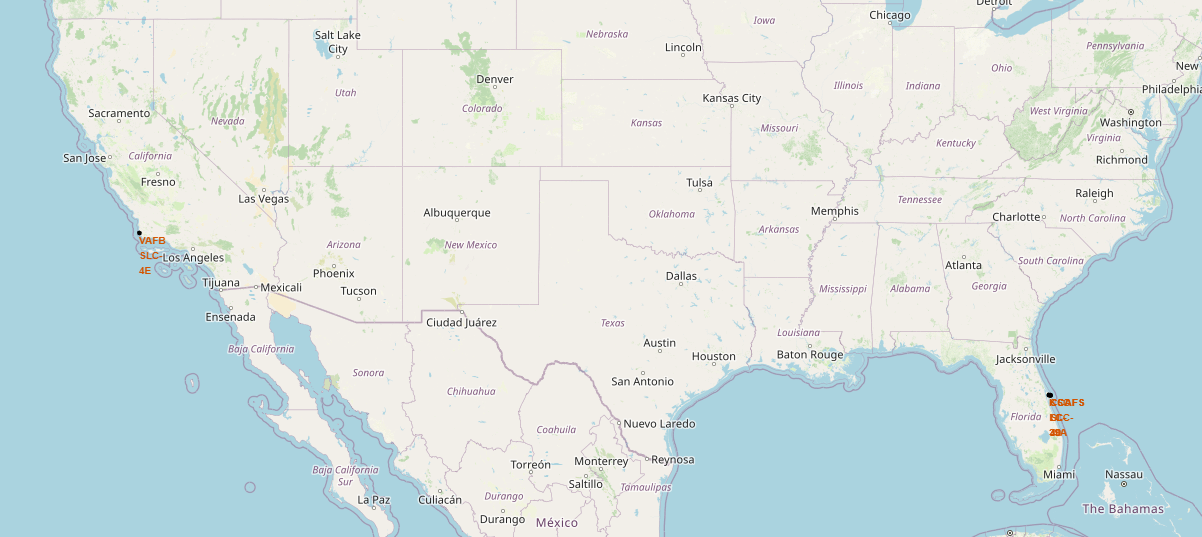 Chicago
Detroit
Iowa
Salt Lake
City
Nebraska
Lincoln
Pennsylvania
New
Denver
Ohio
Utah
Illinois
Indiana
Philadelphia
Colorado
Kansas City
Sacramento
Nevada
Kansas
Missouri
West Virginia
Washington
Virginia
San Jose
California
Kentucky
Richmond
Fresno
Tulsa
Las Vegas
Raleigh
Tennessee
Albuquerque
Oklahoma
Memphis
Charlotte
North Carolina
Arkansas
VAFB
SLC-
4E
Arizona
New Mexico
Los Angeles
South Carolina
Atlanta
Phoenix
Dallas
Tijuana
Mexicali
Tucson
Mississippi
Alabama
Georgia
Ensenada
Ciudad Juárez
Texas
Louisiana
Baja California
Austin
Houston
Baton Rouge
Jacksonville
Sonora
San Antonio
Chihuahua
Florida
Nuevo Laredo
Coahuila
Torreón
Monterrey
Reynosa
Baja California
Sur
Saltillo
Tamaulipas
Miami
Nassau
La Paz
Culiacán
Durango
Durango
México
The Bahamas